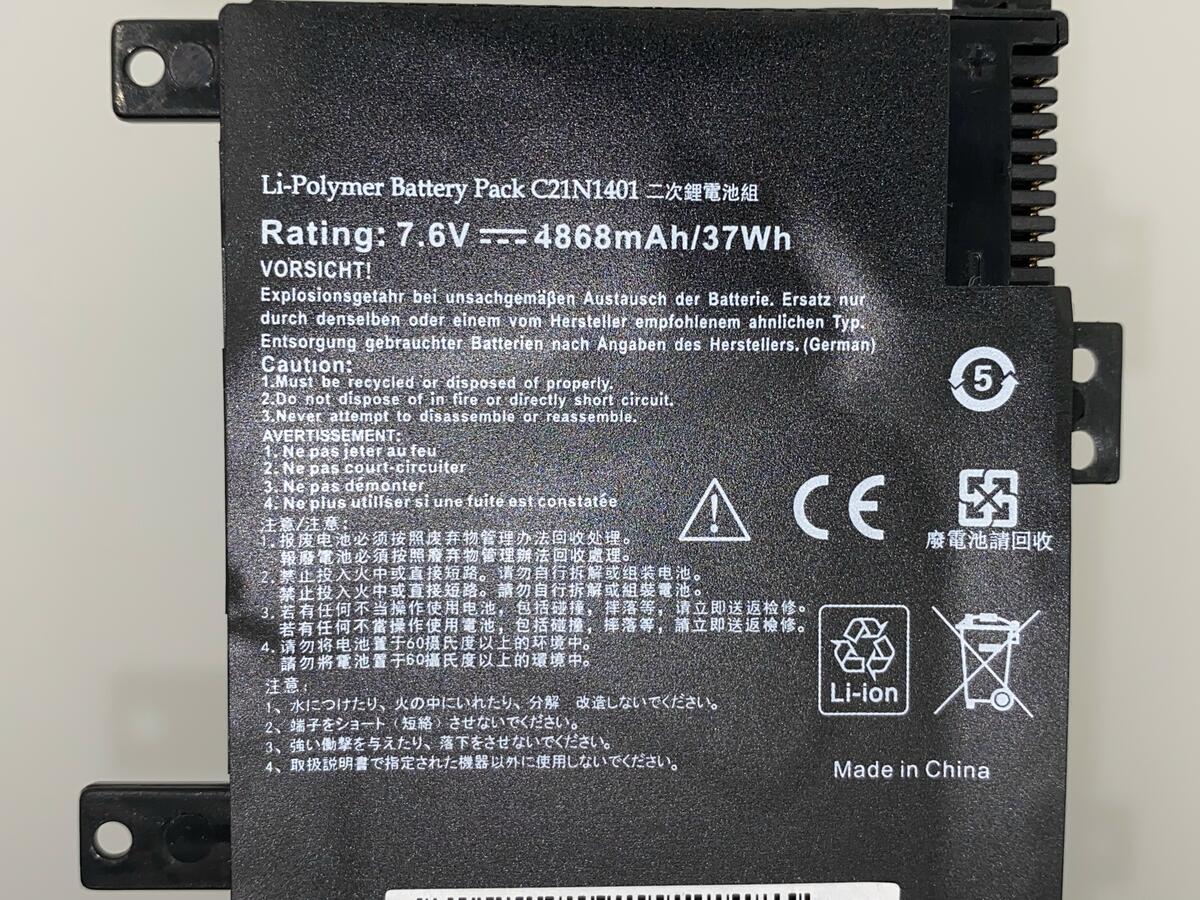 Li-Polymer Battery Pack C21N1401 二次鋰電池組
Rating: 7.6V 4868mAh/37Wh
VORSICHT!
Explosionsgetahr bei unsachgemäßen Austausch der Batterie. Ersatz nur
durch denselben oder einem vom Hersteller empfohlenem ahnlichen Typ.
Entsorgung gebrauchter Batterien nach Angaben des Herstellers. (German)
Caution:
1.Must be recycled or disposed of properly.
2.Do not dispose of in fire or directly short circuit.
3.Never attempt to disassemble or reassemble.
AVERTISSEMENT:
1. Ne pas jeter au feu
2. Ne pas court-circuiter
3. Ne pas démonter
4. Ne plus utiliser si une fuite est constatée
注意/注意:
1. 报废电池必须按照废弃物管理办法回收处理。
報廢電池必須按照廢弃物管理辦法回收處理。
2. 禁止投入火中或直接短路。请勿自行拆解或组装电池。
禁止投入火中或直接短路。請勿自行拆解或組裝電池。
3. 若有任何不当操作使用电池，包括碰撞，摔落等，请立即送返检修。
若有任何不當操作使用電池，包括碰撞，摔落等，請立即送返檢修。
4. 请勿将电池置于60摄氏度以上的环境中。
請勿將電池置于60攝氏度以上的環境中。
注意:
1、水につけたり、火の中にいれたり、分解 改造しないでください。
2、端子をショート（短絡）させないでください。
3、強い働撃を与えたり、落下をさせないでください。
4、取扱説明書で指定された機器以外に使用しないでください。
+
-
5
CE
廢電池請回收
Li-ion
Made in China